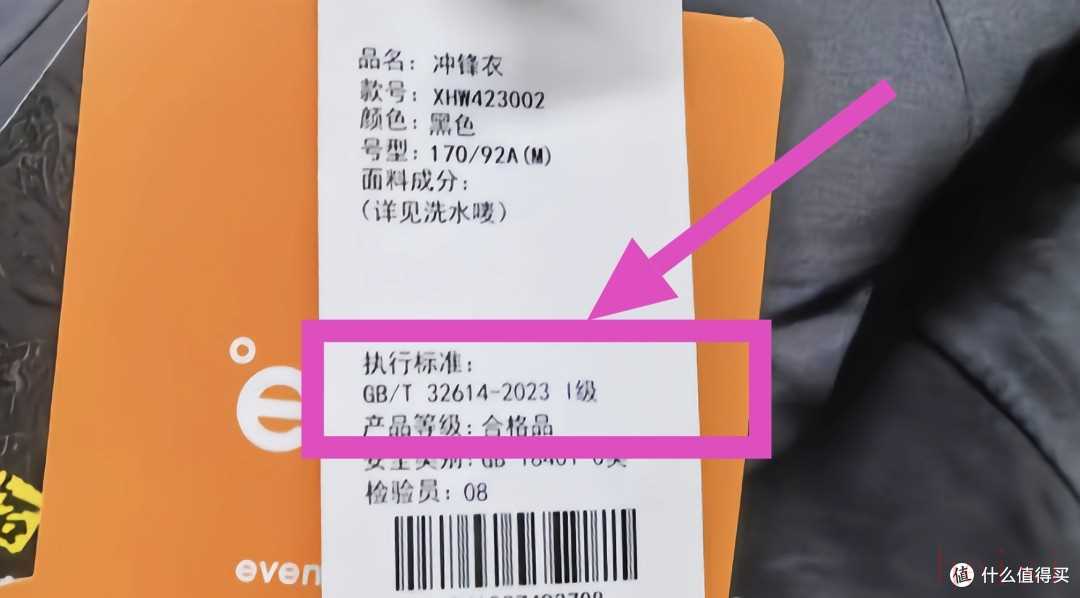 品名: 冲锋衣
款号: XHW423002
颜色: 黑色
号型: 170/92A(M)
面料成分:
(详见洗水唛)
执行标准:
GB/T 32614-2023 I级
产品等级: 合格品
检验员: 08
e
even
值 什么值得买